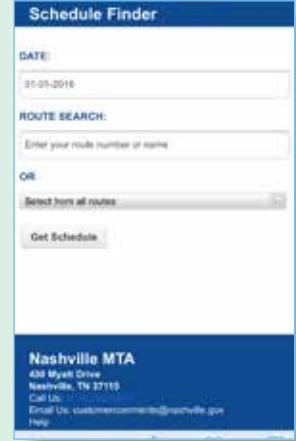 Schedule Finder
DATE:
01-01-2016
ROUTE SEARCH:
Enter your route number or name
OR
Select from all routes
Get Schedule
Nashville MTA
430 Myatt Drive
Nashville, TN 37115
Call Us:
Email Us: customercomments@nashville.gov
Help